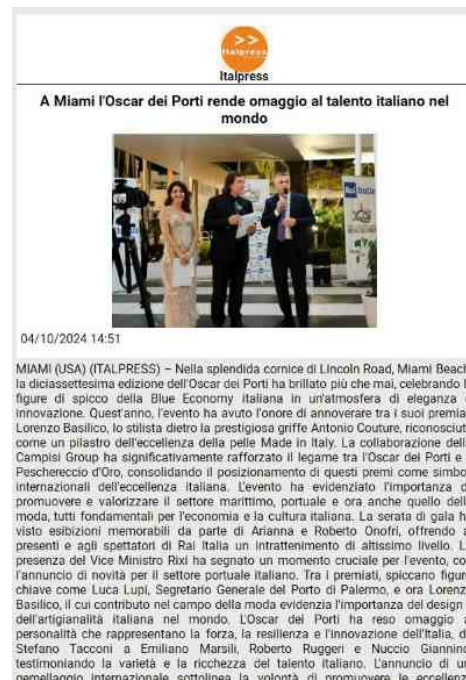 >>
Italpress
Italpress
A Miami l'Oscar dei Porti rende omaggio al talento italiano nel
mondo
Rai Italia
04/10/2024 14:51
MIAMI (USA) (ITALPRESS) – Nella splendida cornice di LIncoln Road, Miami Beach
la diciassettesima edizione dell'Oscar dei Porti ha brillato più che mai, celebrando l
figure di spicco della Blue Economy italiana in un'atmosfera di eleganza
innovazione. Quest'anno, l'evento ha avuto l'onore di annoverare tra i suoi premia
Lorenzo Basilico, lo stilista dietro la prestigiosa griffe Antonio Couture, riconosciut
come un pilastro dell'eccellenza della pelle Made in Italy. La collaborazione dell
Campisi Group ha significativamente rafforzato il legame tra l'Oscar dei Porti e
Peschereccio d'Oro, consolidando il posizionamento di questi premi come simbo
internazionali dell'eccellenza italiana. L'evento ha evidenziato l'importanza d
promuovere e valorizzare il settore marittimo, portuale e ora anche quello dell
moda, tutti fondamentali per l'economia e la cultura italiana. La serata di gala h
visto esibizioni memorabili da parte di Arianna e Roberto Onofri, offrendo a
presenti e agli spettatori di Rai Italia un intrattenimento di altissimo livello. L
presenza del Vice Ministro Rixi ha segnato un momento cruciale per l'evento, co
l'annuncio di novità per il settore portuale italiano. Tra i premiati, spiccano figur
chiave come Luca Lupi, Segretario Generale del Porto di Palermo, e ora Lorenz
Basilico, il cui contributo nel campo della moda evidenzia l'importanza del design
dell'artigianalità italiana nel mondo. L'Oscar dei Porti ha reso omaggio a
personalità che rappresentano la forza, la resilienza e l'innovazione dell'Italia, d
Stefano Tacconi a Emiliano Marsili, Roberto Ruggeri e Nuccio Giannino
testimoniando la varietà e la ricchezza del talento italiano. L'annuncio di un
gemellaggio internazionale sottolinea la volontà di promuovere le eccellenz